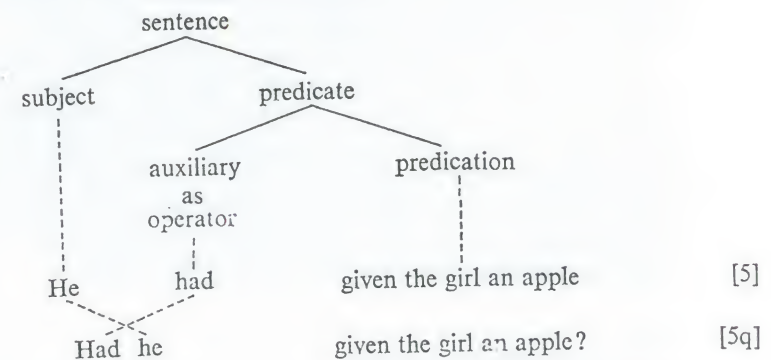 sentence
subject predicate
auxiliary predication
as
operator
He had given the girl an apple [5]
Had he given the girl an apple? [5q]